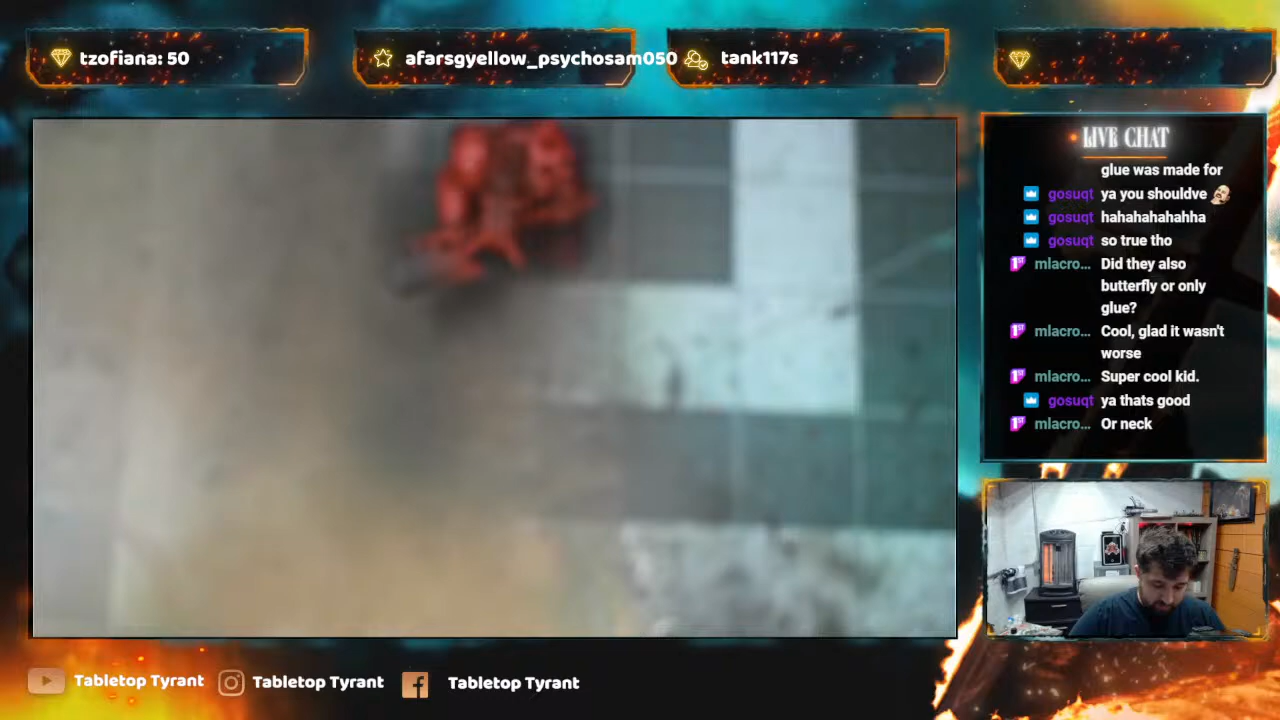 tzofiana: 50
afarsgyellow_psychosam050
tank117s
LIVE CHAT
glue was made for
gosuqt ya you shouldve
gosuqt hahahahahahha
gosuqt so true tho
mlacro... Did they also
butterfly or only
glue?
mlacro... Cool, glad it wasn't
worse
mlacro... Super cool kid.
gosuqt ya thats good
mlacro... Or neck
Tabletop Tyrant
Tabletop Tyrant
Tabletop Tyrant